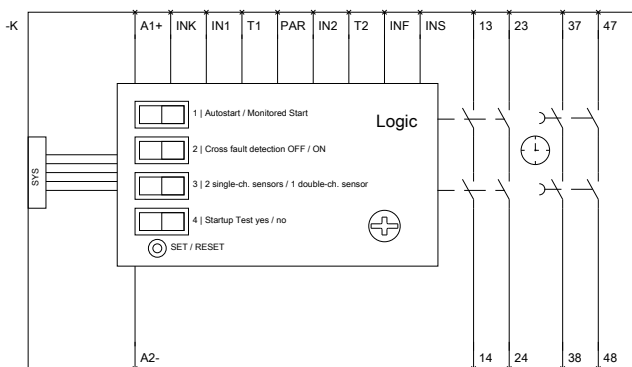 -K A1+ INK IN1 T1 PAR IN2 T2 INF INS 13 23 37 47
1 | Autostart / Monitored Start
Logic
2 | Cross fault detection OFF / ON
SYS
3 | 2 single-ch. sensors / 1 double-ch. sensor
4 | Startup Test yes / no
SET / RESET
A2- 14 24 38 48